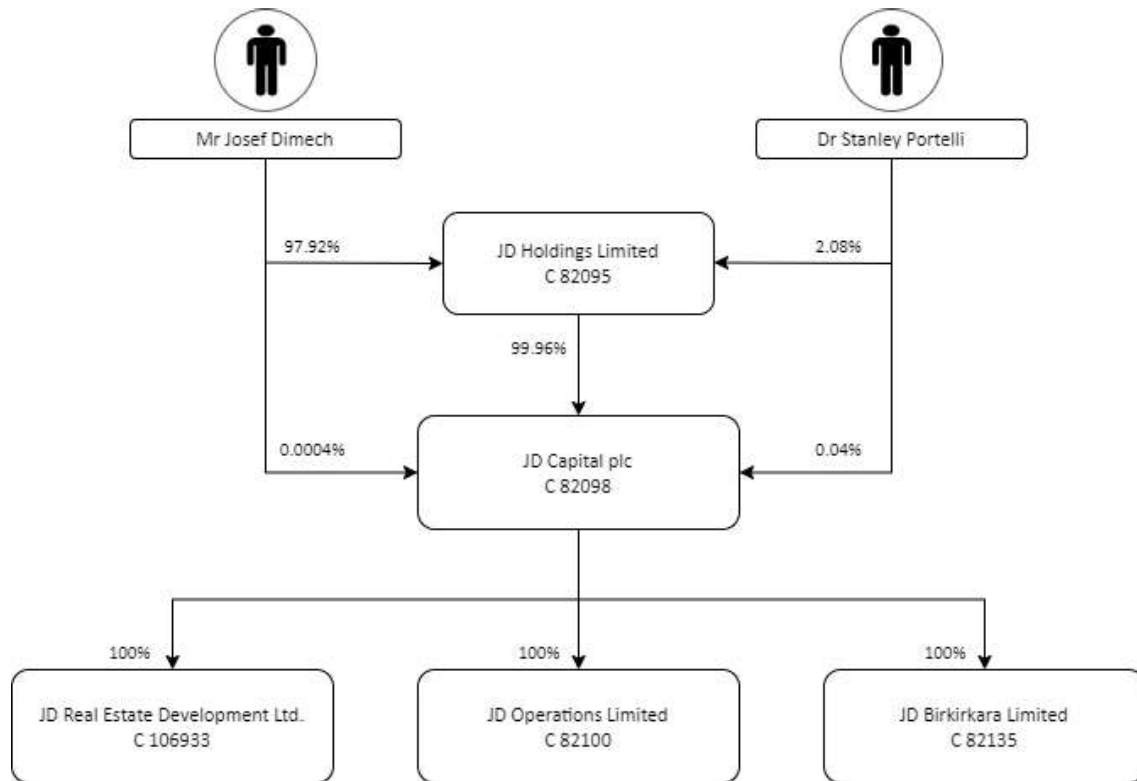 Mr Josef Dimech
Dr Stanley Portelli
97.92%
JD Holdings Limited
C 82095
2.08%
99.96%
0.0004%
JD Capital plc
C 82098
0.04%
100%
100%
100%
JD Real Estate Development Ltd.
C 106933
JD Operations Limited
C 82100
JD Birkirkara Limited
C 82135